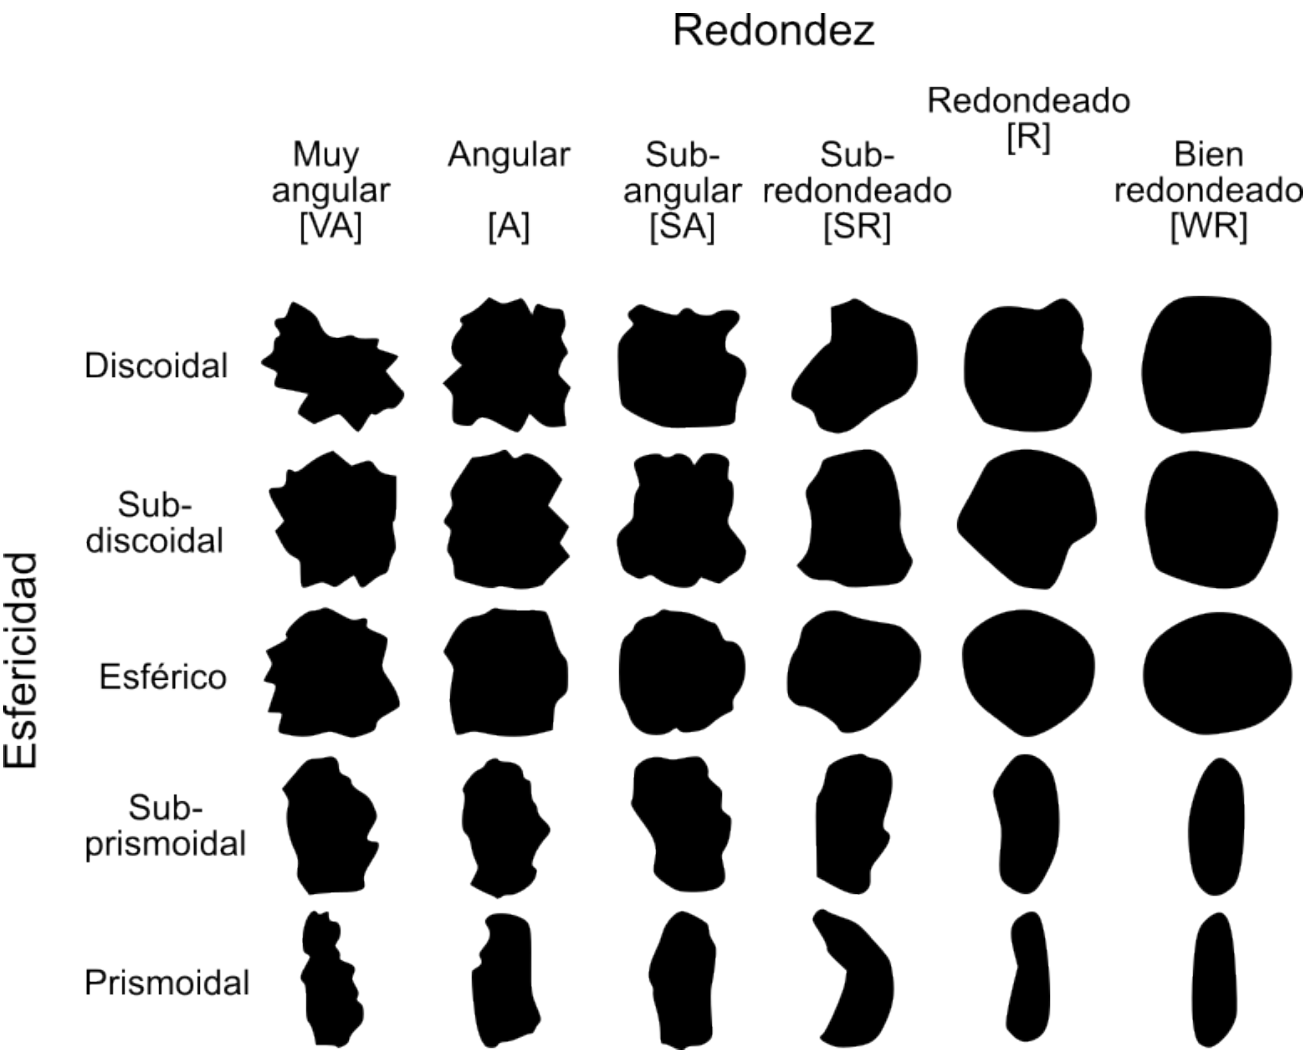 Redondez
Muy
angular
[VA]
Angular
[A]
Sub-
angular
[SA]
Sub-
redondeado
[SR]
Redondeado
[R]
Bien
redondeado
[WR]
Esfericidad
Discoidal
Sub-
discoidal
Esférico
Sub-
prismoidal
Prismoidal